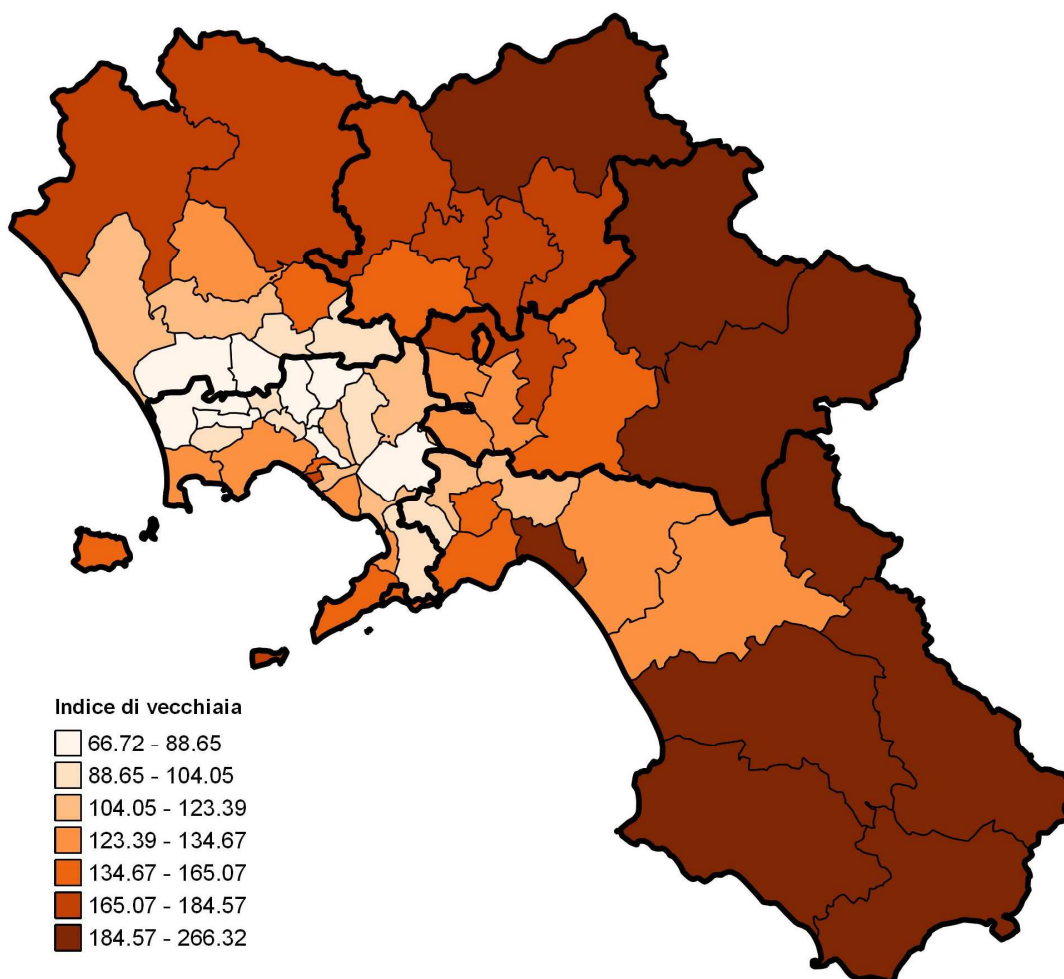 Indice di vecchiaia
66.72 - 88.65
88.65 - 104.05
104.05 - 123.39
123.39 - 134.67
134.67 - 165.07
165.07 - 184.57
184.57 - 266.32